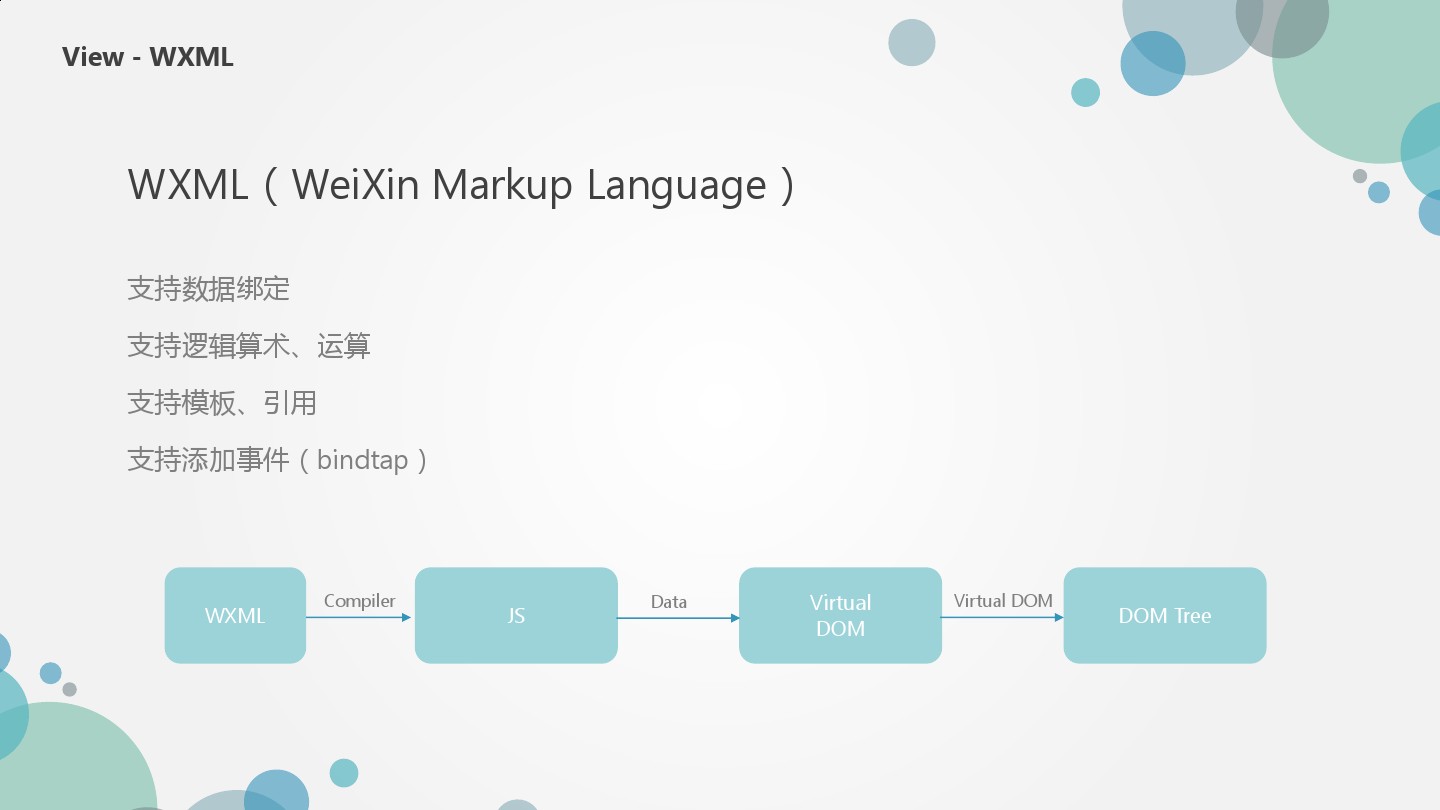 View - WXML
WXML（WeiXin Markup Language）
支持数据绑定
支持逻辑算术、运算
支持模板、引用
支持添加事件（bindtap）
WXML
Compiler
JS
Data
Virtual
DOM
Virtual DOM
DOM Tree